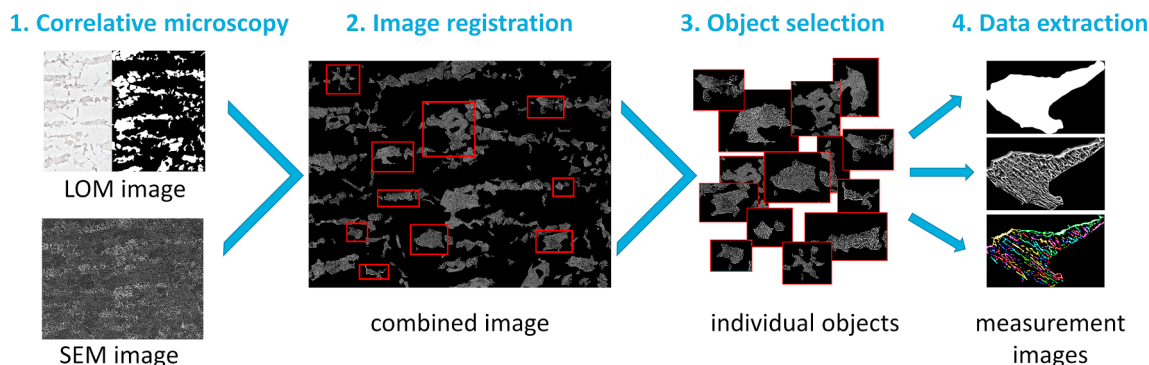 1. Correlative microscopy
2. Image registration
3. Object selection
4. Data extraction
LOM image
SEM image
combined image
individual objects
measurement
images